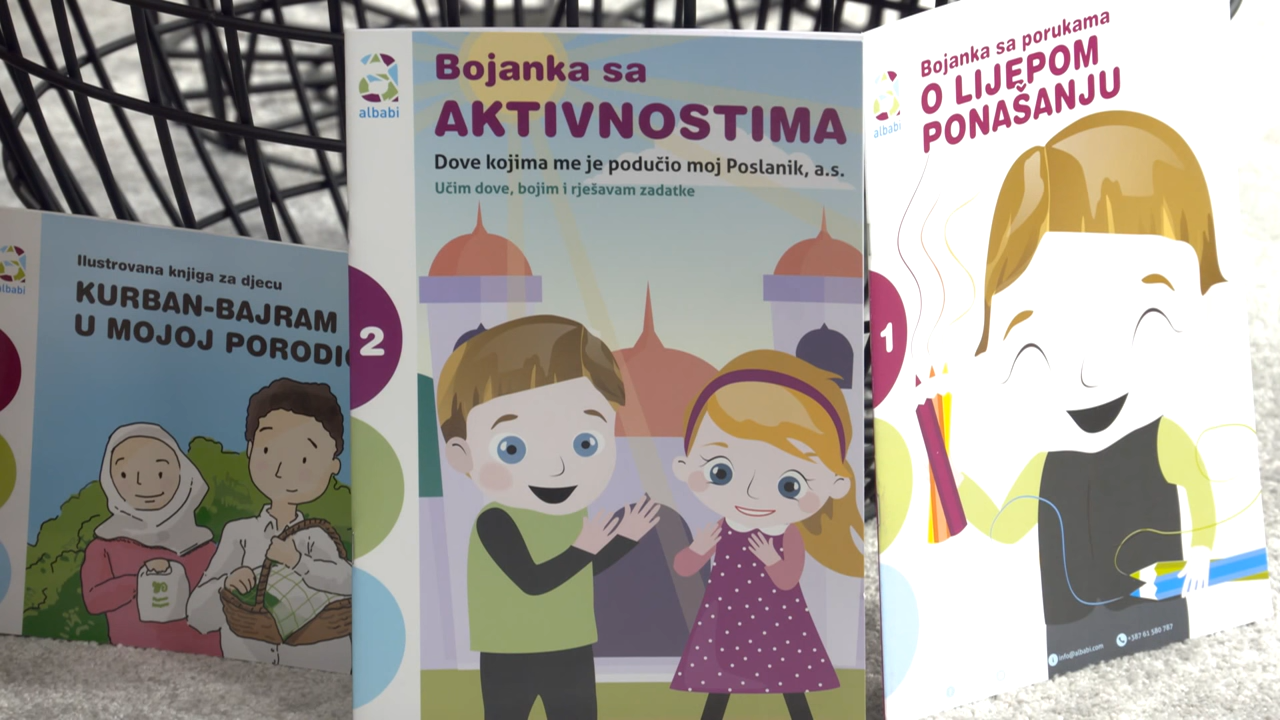 albabi
Ilustrovana knjiga za djecu
KURBAN-BAJRAM
U MOJOJ
albabi
Bojanka sa
AKTIVNOSTIMA
Dove kojima me je podučio moj Poslanik, a.s.
Učim dove, bojim i rješavam zadatke
2
albabi
Bojanka sa porukama
O LIJEPOM
PONAŠANJU
1
info@albabi.com
+387 61 580 787